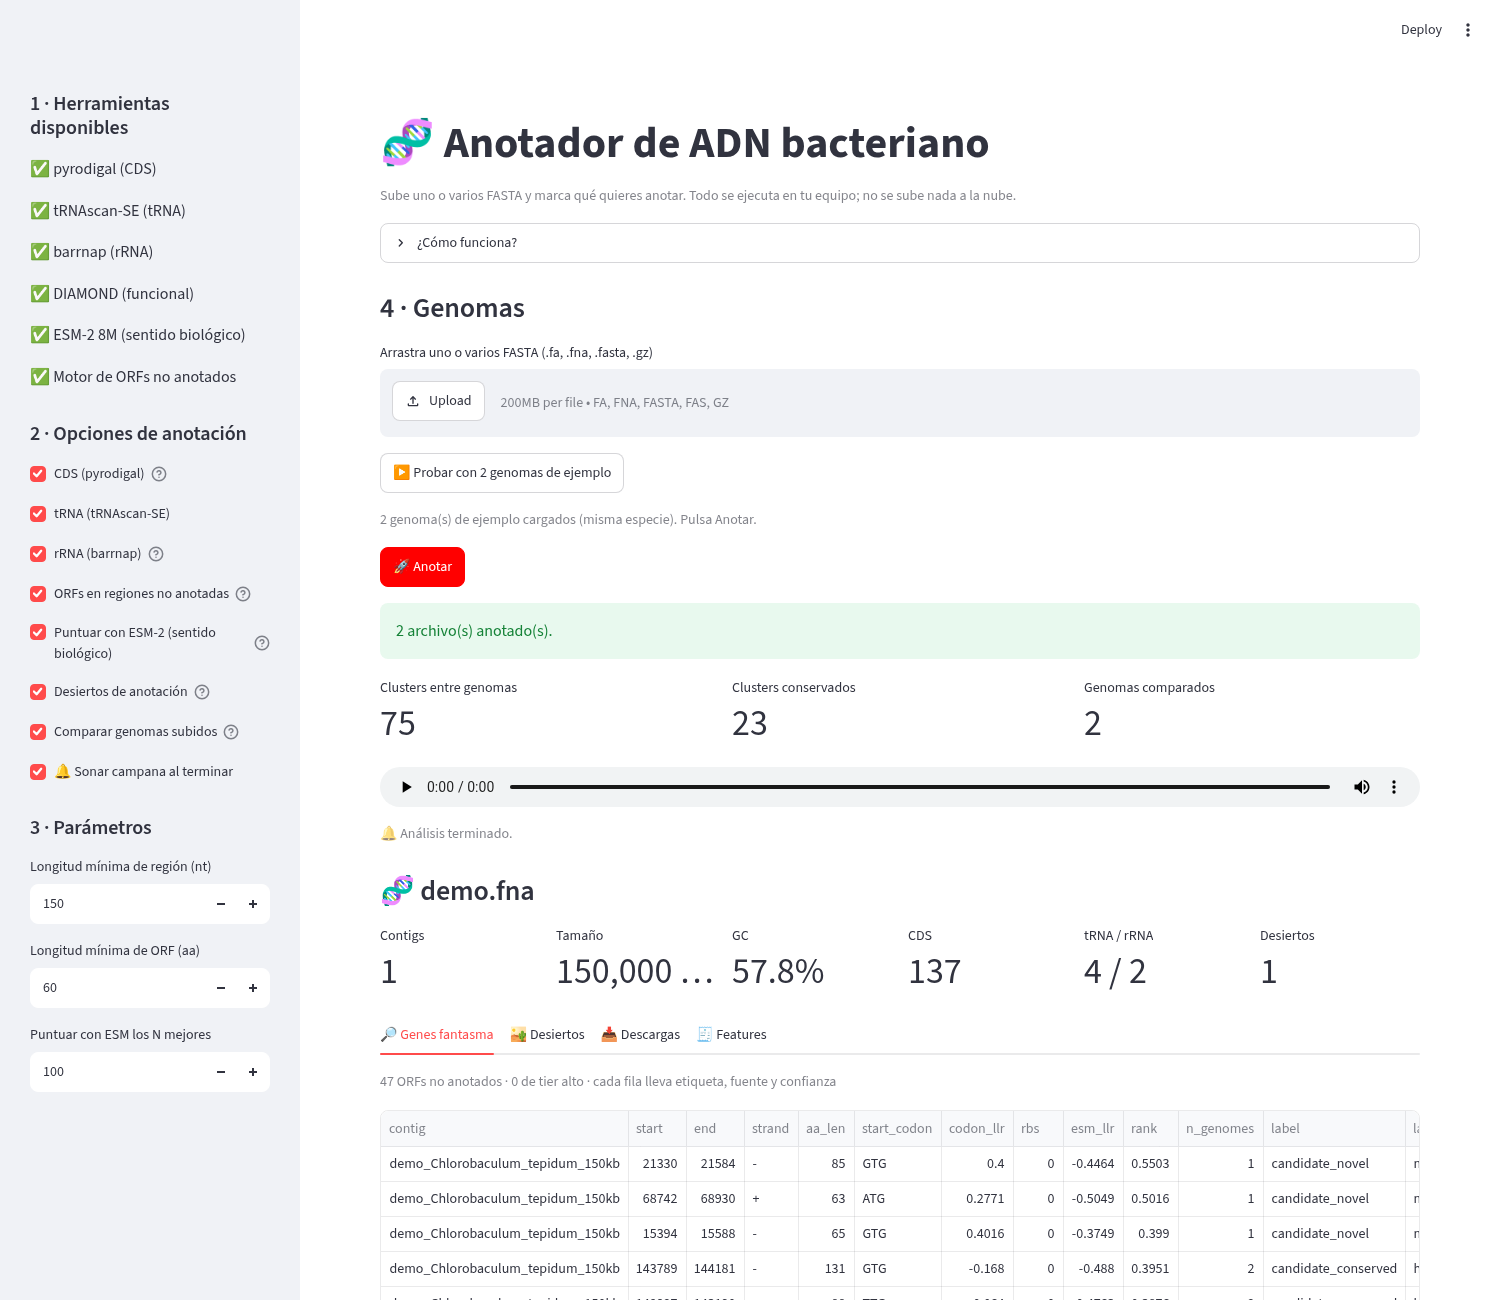 Deploy
1 · Herramientas
disponibles
pyrodigal (CDS)
tRNAscan-SE (tRNA)
barrnap (rRNA)
DIAMOND (funcional)
ESM-2 8M (sentido biológico)
Motor de ORFs no anotados
2 · Opciones de anotación
CDS (pyrodigal)
tRNA (tRNAscan-SE)
rRNA (barrnap)
ORFs en regiones no anotadas
Puntuar con ESM-2 (sentido
biológico)
Desiertos de anotación
Comparar genomas subidos
🔔 Sonar campana al terminar
3 · Parámetros
Longitud mínima de región (nt)
150
Longitud mínima de ORF (aa)
60
Puntuar con ESM los N mejores
100
🧬 Anotador de ADN bacteriano
Sube uno o varios FASTA y marca qué quieres anotar. Todo se ejecuta en tu equipo; no se sube nada a la nube.
¿Cómo funciona?
4 · Genomas
Arrastra uno o varios FASTA (.fa, .fna, .fasta, .gz)
Upload 200MB per file • FA, FNA, FASTA, FAS, GZ
Probar con 2 genomas de ejemplo
2 genoma(s) de ejemplo cargados (misma especie). Pulsa Anotar.
🚀 Anotar
2 archivo(s) anotado(s).
Clusters entre genomas Clusters conservados Genomas comparados
75 23 2
0:00 / 0:00
🔔 Análisis terminado.
🧬 demo.fna
Contigs Tamaño GC CDS tRNA / rRNA Desiertos
1 150,000 … 57.8% 137 4 / 2 1
🔎 Genes fantasma 🏜️ Desiertos 📥 Descargas 🧾 Features
47 ORFs no anotados · 0 de tier alto · cada fila lleva etiqueta, fuente y confianza
contig start end strand aa_len start_codon codon_llr rbs esm_llr rank n_genomes label
demo_Chlorobaculum_tepidum_150kb 21330 21584 - 85 GTG 0.4 0 -0.4464 0.5503 1 candidate_novel
demo_Chlorobaculum_tepidum_150kb 68742 68930 + 63 ATG 0.2771 0 -0.5049 0.5016 1 candidate_novel
demo_Chlorobaculum_tepidum_150kb 15394 15588 - 65 GTG 0.4016 0 -0.3749 0.399 1 candidate_novel
demo_Chlorobaculum_tepidum_150kb 143789 144181 - 131 GTG -0.168 0 -0.488 0.3951 2 candidate_conserved